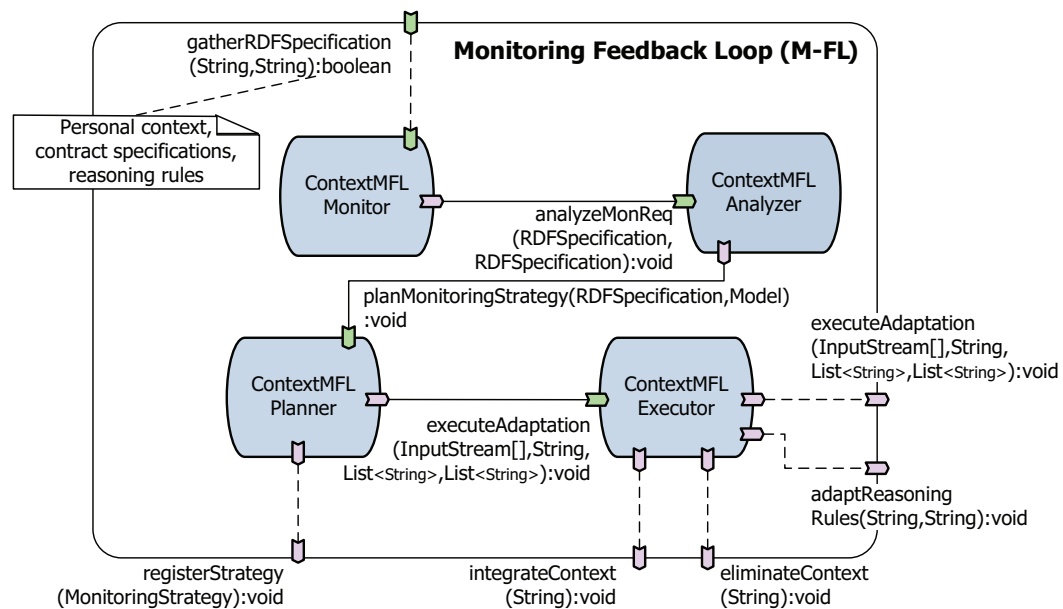 gatherRDFSpecification
(String,String):boolean
Monitoring Feedback Loop (M-FL)
Personal context,
contract specifications,
reasoning rules
ContextMFL
Monitor
ContextMFL
Analyzer
analyzeMonReq
(RDFSpecification,
RDFSpecification):void
planMonitoringStrategy(RDFSpecification,Model)
:void
executeAdaptation
(InputStream[],String,
List<String>,List<String>):void
ContextMFL
Planner
ContextMFL
Executor
executeAdaptation
(InputStream[],String,
List<String>,List<String>):void
adaptReasoning
Rules(String,String):void
registerStrategy
(MonitoringStrategy):void
integrateContext
(String):void
eliminateContext
(String):void